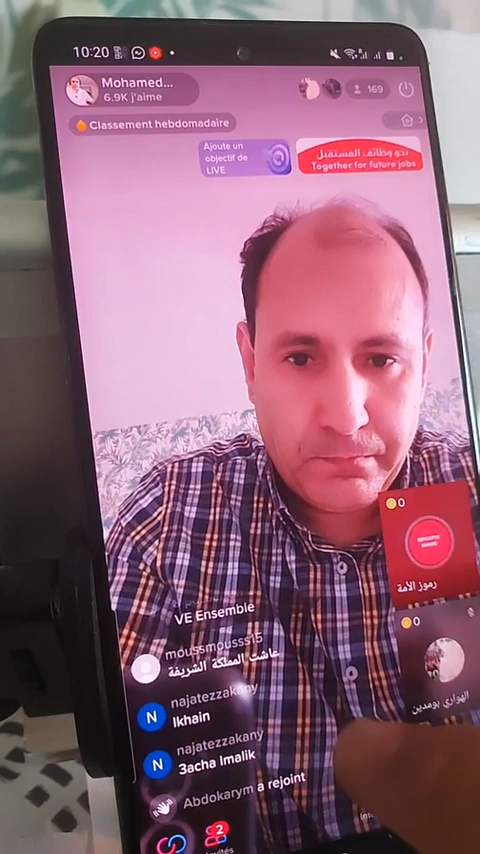 10:20
Mohamed...
6.9K j'aime
169
Classement hebdomadaire
Ajoute un
objectif de
LIVE
نحو وظائف المستقبل
Together for future jobs
0
رموز الأمة
0
الهواري بومدين
VE Ensemble
moussmousss15
عاشت المملكة الشريفة
N
najatezzakany
Ikhain
N
najatezzakany
3acha lmalik
Abdokarym a rejoint
2